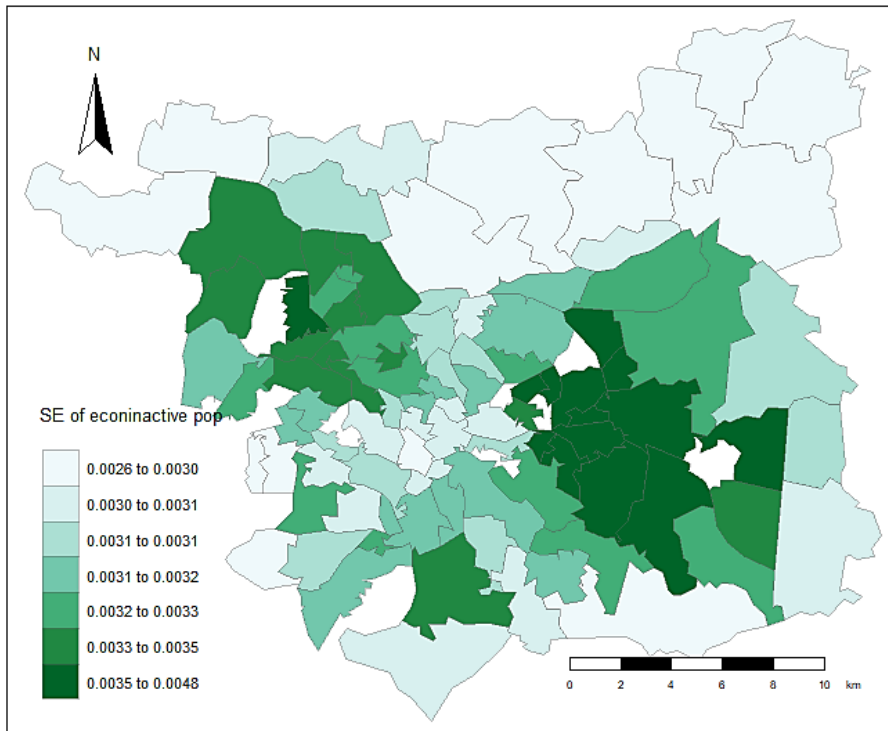 N
SE of econinactive pop
0.0026 to 0.0030
0.0030 to 0.0031
0.0031 to 0.0031
0.0031 to 0.0032
0.0032 to 0.0033
0.0033 to 0.0035
0.0035 to 0.0048
0 2 4 6 8 10 km